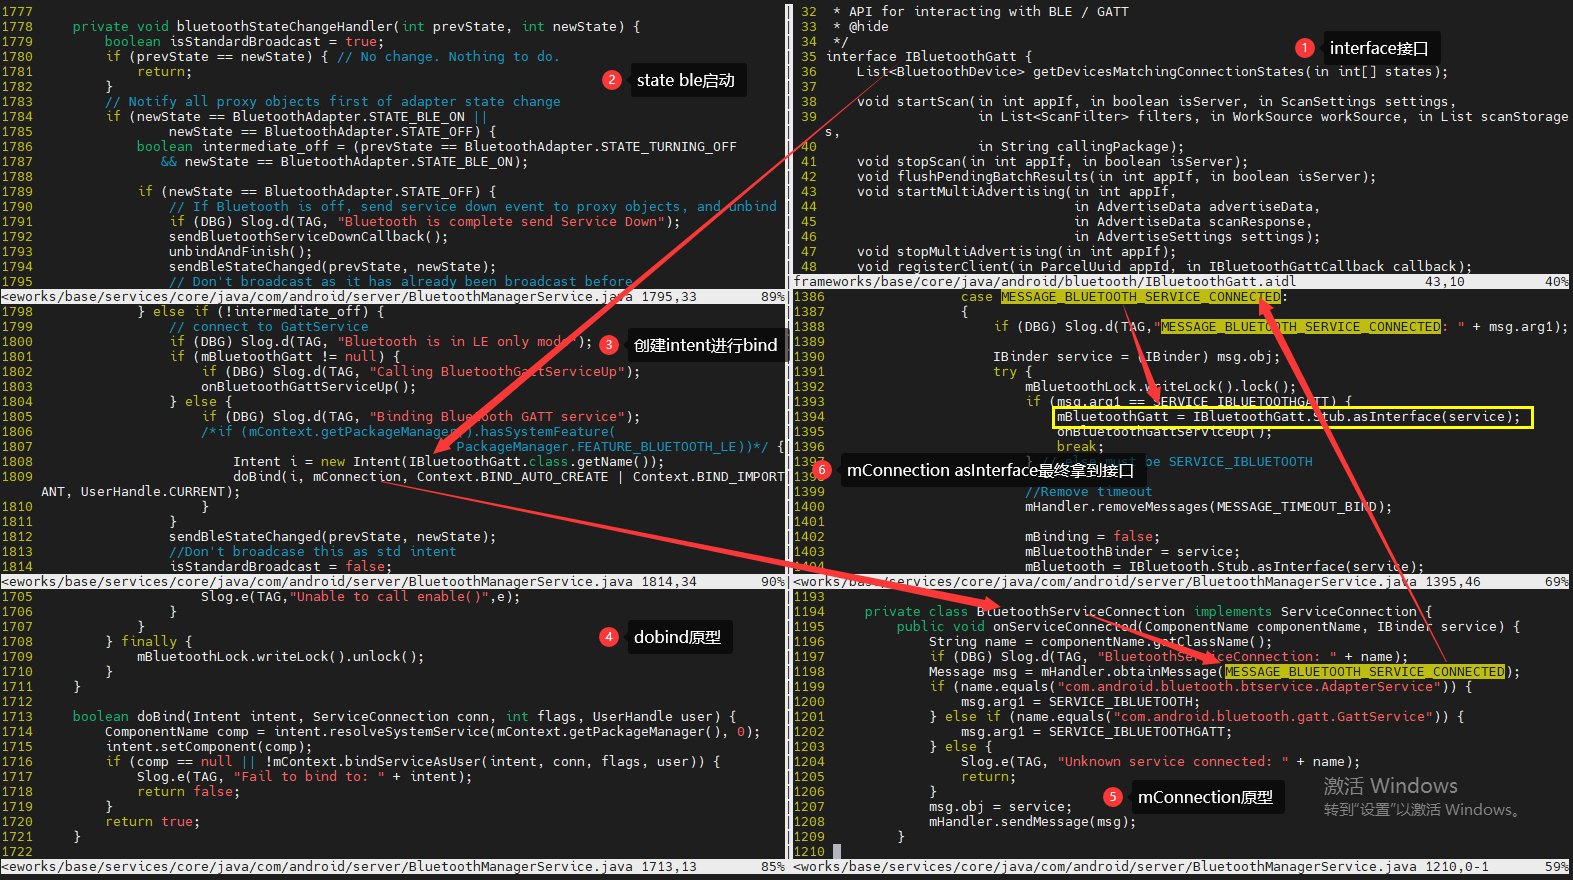 1777
1778     private void bluetoothStateChangeHandler(int prevState, int newState) {
1779         boolean isStandardBroadcast = true;
1780         if (prevState == newState) { // No change. Nothing to do.
1781             return;
1782         }
1783         // Notify all proxy objects first of adapter state change
1784         if (newState == BluetoothAdapter.STATE_BLE_ON ||
1785                 newState == BluetoothAdapter.STATE_OFF) {
1786             boolean intermediate_off = (prevState == BluetoothAdapter.STATE_TURNING_OFF
1787                && newState == BluetoothAdapter.STATE_BLE_ON);
1788
1789             if (newState == BluetoothAdapter.STATE_OFF) {
1790                 // If Bluetooth is off, send service down event to proxy objects, and unbind
1791                 if (DBG) Slog.d(TAG, "Bluetooth is complete send Service Down");
1792                 sendBluetoothServiceDownCallback();
1793                 unbindAndFinish();
1794                 sendBleStateChanged(prevState, newState);
1795                 // Don't broadcast as it has already been broadcast before
<eworks/base/services/core/java/com/android/server/BluetoothManagerService.java 1795,33 89%
2 state ble启动
1798             } else if (!intermediate_off) {
1799                 // connect to GattService
1800                 if (DBG) Slog.d(TAG, "Bluetooth is in LE only mode");
1801                 if (mBluetoothGatt != null) {
1802                     if (DBG) Slog.d(TAG, "Calling BluetoothGattServiceUp");
1803                     onBluetoothGattServiceUp();
1804                 } else {
1805                     if (DBG) Slog.d(TAG, "Binding Bluetooth GATT service");
1806                     /*if (mContext.getPackageManager().hasSystemFeature(
1807                                                     PackageManager.FEATURE_BLUETOOTH_LE))*/ {
1808                         Intent i = new Intent(IBluetoothGatt.class.getName());
1809                         doBind(i, mConnection, Context.BIND_AUTO_CREATE | Context.BIND_IMPORT
ANT, UserHandle.CURRENT);
1810                     }
1811                 }
1812                 sendBleStateChanged(prevState, newState);
1813                 //Don't broadcase this as std intent
1814                 isStandardBroadcast = false;
<eworks/base/services/core/java/com/android/server/BluetoothManagerService.java 1814,34 90%
3 创建intent进行bind
1705                     Slog.e(TAG,"Unable to call enable()",e);
1706                 }
1707             }
1708         } finally {
1709             mBluetoothLock.writeLock().unlock();
1710         }
1711     }
1712
1713     boolean doBind(Intent intent, ServiceConnection conn, int flags, UserHandle user) {
1714         ComponentName comp = intent.resolveSystemService(mContext.getPackageManager(), 0);
1715         intent.setComponent(comp);
1716         if (comp == null || !mContext.bindServiceAsUser(intent, conn, flags, user)) {
1717             Slog.e(TAG, "Fail to bind to: " + intent);
1718             return false;
1719         }
1720         return true;
1721     }
1722
<eworks/base/services/core/java/com/android/server/BluetoothManagerService.java 1713,13 85%
4 dobind原型
32  * API for interacting with BLE / GATT
33  * @hide
34  */
35 interface IBluetoothGatt {
36     List<BluetoothDevice> getDevicesMatchingConnectionStates(in int[] states);
37
38     void startScan(in int appIf, in boolean isServer, in ScanSettings settings,
39                    in List<ScanFilter> filters, in WorkSource workSource, in List scanStorage
s,
40                    in String callingPackage);
41     void stopScan(in int appIf, in boolean isServer);
42     void flushPendingBatchResults(in int appIf, in boolean isServer);
43     void startMultiAdvertising(in int appIf,
44                                in AdvertiseData advertiseData,
45                                in AdvertiseData scanResponse,
46                                in AdvertiseSettings settings);
47     void stopMultiAdvertising(in int appIf);
48     void registerClient(in ParcelUuid appId, in IBluetoothGattCallback callback);
frameworks/base/core/java/android/bluetooth/IBluetoothGatt.aidl 43,10 40%
1 interface接口
1386                 case MESSAGE_BLUETOOTH_SERVICE_CONNECTED:
1387                 {
1388                     if (DBG) Slog.d(TAG,"MESSAGE_BLUETOOTH_SERVICE_CONNECTED: " + msg.arg1);
1389
1390                     IBinder service = (IBinder) msg.obj;
1391                     try {
1392                         mBluetoothLock.writeLock().lock();
1393                         if (msg.arg1 == SERVICE_IBLUETOOTHGATT) {
1394                             mBluetoothGatt = IBluetoothGatt.Stub.asInterface(service);
1395                             onBluetoothGattServiceUp();
1396                             break;
1397                         } // else must be SERVICE_IBLUETOOTH
1399                         //Remove timeout
1400                         mHandler.removeMessages(MESSAGE_TIMEOUT_BIND);
1401
1402                         mBinding = false;
1403                         mBluetoothBinder = service;
1404                         mBluetooth = IBluetooth.Stub.asInterface(service);
<works/base/services/core/java/com/android/server/BluetoothManagerService.java 1395,46 69%
6 mConnection asInterface最终拿到接口
1193
1194     private class BluetoothServiceConnection implements ServiceConnection {
1195         public void onServiceConnected(ComponentName componentName, IBinder service) {
1196             String name = componentName.getClassName();
1197             if (DBG) Slog.d(TAG, "BluetoothServiceConnection: " + name);
1198             Message msg = mHandler.obtainMessage(MESSAGE_BLUETOOTH_SERVICE_CONNECTED);
1199             if (name.equals("com.android.bluetooth.btservice.AdapterService")) {
1200                 msg.arg1 = SERVICE_IBLUETOOTH;
1201             } else if (name.equals("com.android.bluetooth.gatt.GattService")) {
1202                 msg.arg1 = SERVICE_IBLUETOOTHGATT;
1203             } else {
1204                 Slog.e(TAG, "Unknown service connected: " + name);
1205                 return;
1206             }
1207             msg.obj = service;
1208             mHandler.sendMessage(msg);
1209         }
1210
<eworks/base/services/core/java/com/android/server/BluetoothManagerService.java 1210,0-1 59%
5 mConnection原型
激活 Windows
转到“设置”以激活 Windows。